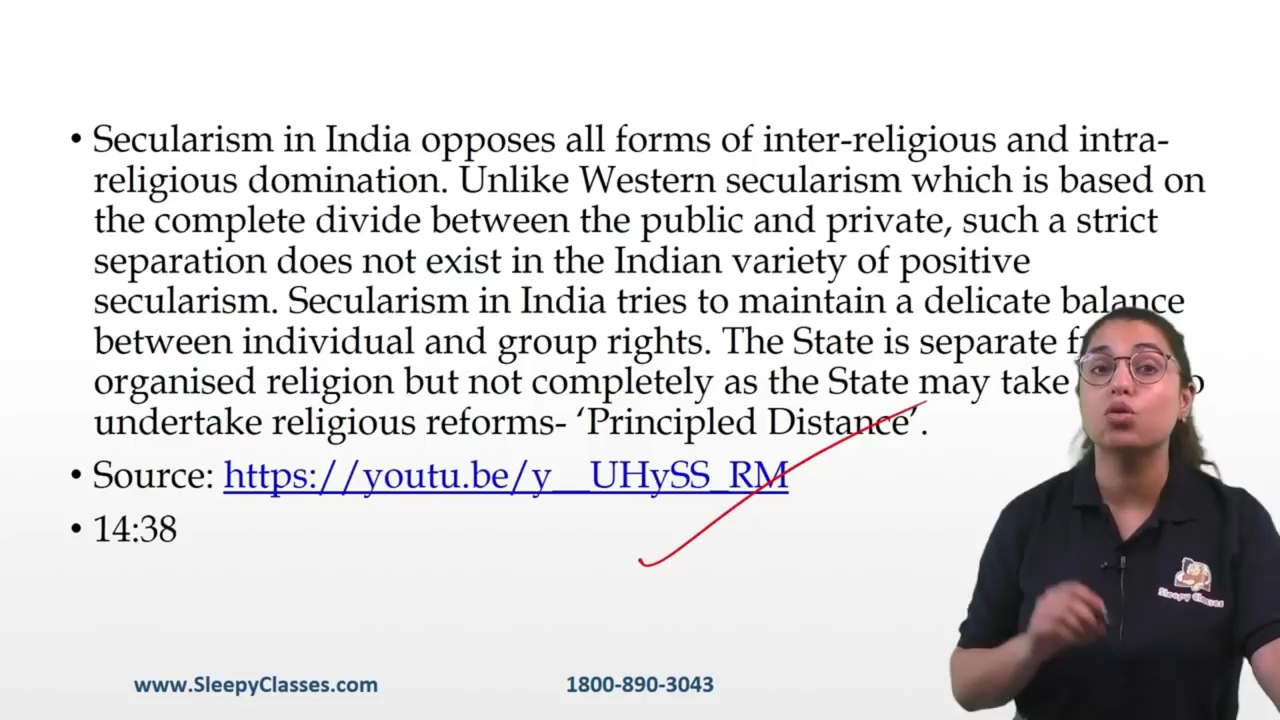 • Secularism in India opposes all forms of inter-religious and intra-
religious domination. Unlike Western secularism which is based on
the complete divide between the public and private, such a strict
separation does not exist in the Indian variety of positive
secularism. Secularism in India tries to maintain a delicate balance
between individual and group rights. The State is separate
organised religion but not completely as the State may take
undertake religious reforms- ‘Principled Distance’.
• Source: https://youtu.be/y__UHySS_RM
• 14:38
Sleepy Classes
www.SleepyClasses.com 1800-890-3043